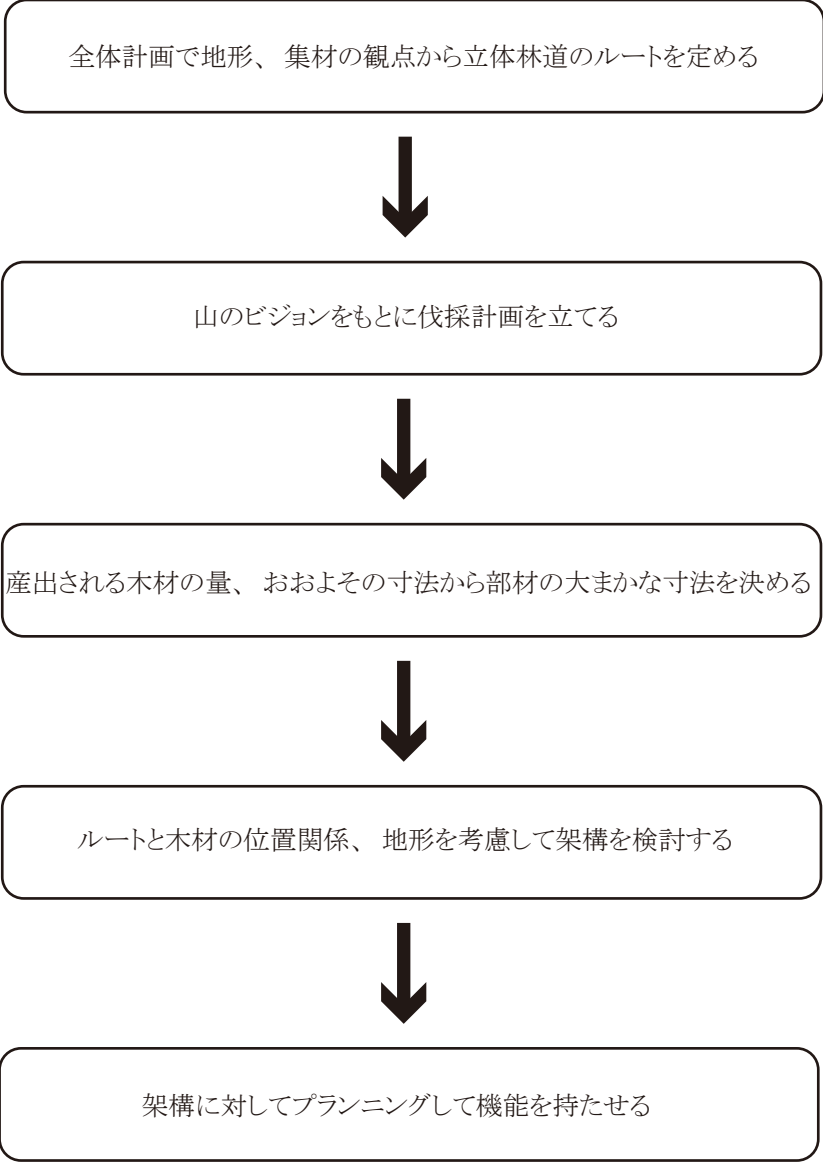 全体計画で地形、集材の観点から立体林道のルートを定める
山のビジョンをもとに伐採計画を立てる
産出される木材の量、おおよその寸法から部材の大まかな寸法を決める
ルートと木材の位置関係、地形を考慮して架構を検討する
架構に対してプランニングして機能を持たせる